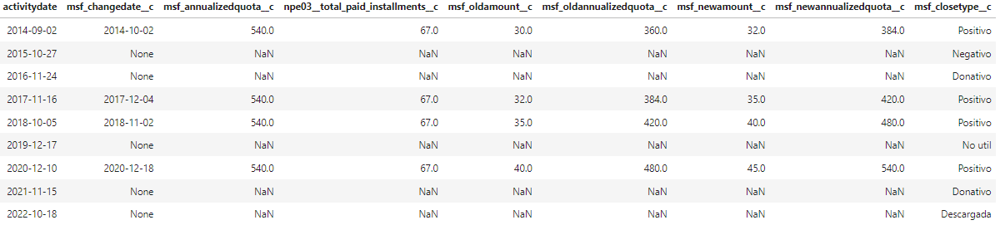 activitydate msf_changedate__c msf_annualizedquota__c npe03__total_paid_installments__c msf_oldamount__c msf_oldannualizedquota__c msf_newamount__c msf_newannualizedquota__c msf_closetype__c
2014-09-02 2014-10-02 540.0 67.0 30.0 360.0 32.0 384.0 Positivo
2015-10-27 None NaN NaN NaN NaN NaN NaN Negativo
2016-11-24 None NaN NaN NaN NaN NaN NaN Donativo
2017-11-16 2017-12-04 540.0 67.0 32.0 384.0 35.0 420.0 Positivo
2018-10-05 2018-11-02 540.0 67.0 35.0 420.0 40.0 480.0 Positivo
2019-12-17 None NaN NaN NaN NaN NaN NaN No util
2020-12-10 2020-12-18 540.0 67.0 40.0 480.0 45.0 540.0 Positivo
2021-11-15 None NaN NaN NaN NaN NaN NaN Donativo
2022-10-18 None NaN NaN NaN NaN NaN NaN Descargada